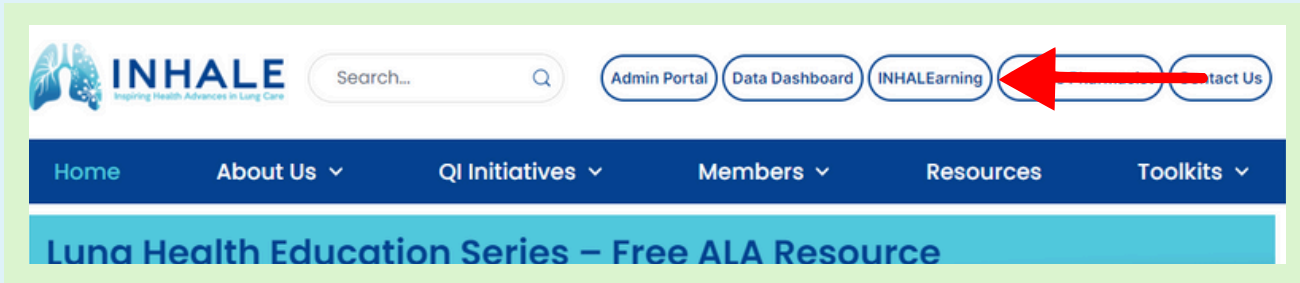 INHALE
Inspiring Health Advances in Lung Care
Search...
Admin Portal
Data Dashboard
INHALEarning
Contact Us
Home
About Us
QI Initiatives
Members
Resources
Toolkits
Lung Health Education Series – Free ALA Resource